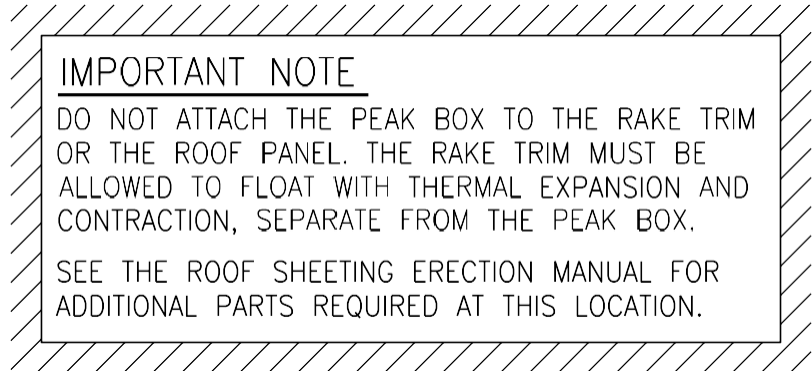 IMPORTANT NOTE
DO NOT ATTACH THE PEAK BOX TO THE RAKE TRIM
OR THE ROOF PANEL. THE RAKE TRIM MUST BE
ALLOWED TO FLOAT WITH THERMAL EXPANSION AND
CONTRACTION, SEPARATE FROM THE PEAK BOX.
SEE THE ROOF SHEETING ERECTION MANUAL FOR
ADDITIONAL PARTS REQUIRED AT THIS LOCATION.